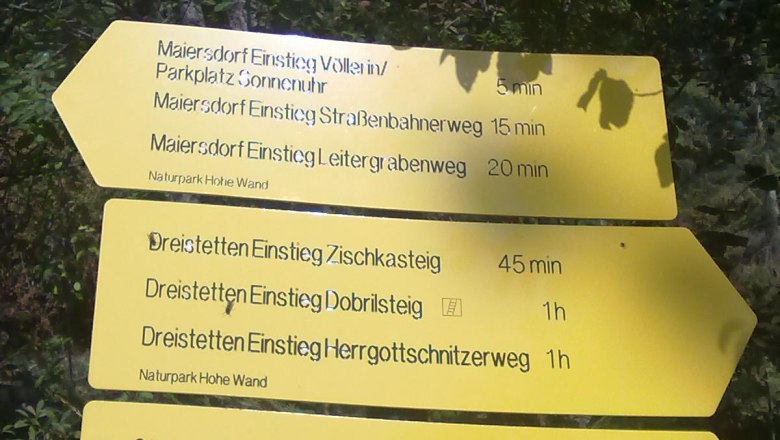 Maiersdorf Einstieg Völlerin/
Parkplatz Sonnenuhr 5 min
Maiersdorf Einstieg Straßenbahnerweg 15 min
Maiersdorf Einstieg Leitergrabenweg 20 min
Naturpark Hohe Wand
Dreistetten Einstieg Zischkasteig 45 min
Dreistetten Einstieg Dobrilsteig 1h
Dreistetten Einstieg Herrgottschnitzerweg 1h
Naturpark Hohe Wand